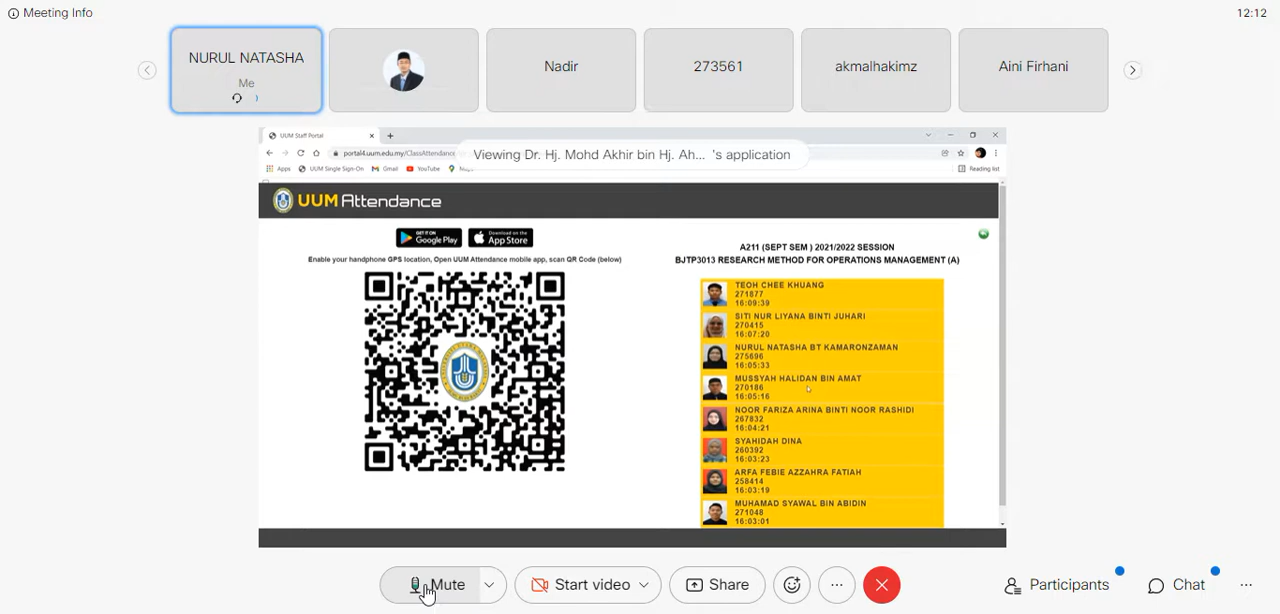 Meeting Info
12:12
NURUL NATASHA
Me
Nadir
273561
akmalhakimz
Aini Firhani
UUM Staff Portal
portal4.uum.edu.my/ClassAttendance
Viewing Dr. Hj. Mohd Akhir bin Hj. Ah... 's application
Apps
UUM Single Sign-On
Gmail
YouTube
Reading list
UUM Attendance
GET IT ON
Google Play
Download on the
App Store
Enable your handphone GPS location, Open UUM Attendance mobile app, scan QR Code (below)
A211 (SEPT SEM ) 2021/2022 SESSION
BJTP3013 RESEARCH METHOD FOR OPERATIONS MANAGEMENT (A)
TEOH CHEE KHUANG
271877
16:09:39
SITI NUR LIYANA BINTI JUHARI
270415
16:07:20
NURUL NATASHA BT KAMARONZAMAN
275696
16:05:33
MUSSYAH HALIDAN BIN AMAT
270186
16:05:16
NOOR FARIZA ARINA BINTI NOOR RASHIDI
267832
16:04:21
SYAHIDAH DINA
260392
16:03:23
ARFA FEBIE AZZAHRA FATIAH
258414
16:03:19
MUHAMAD SYAWAL BIN ABIDIN
271048
16:03:01
Mute
Start video
Share
Participants
Chat